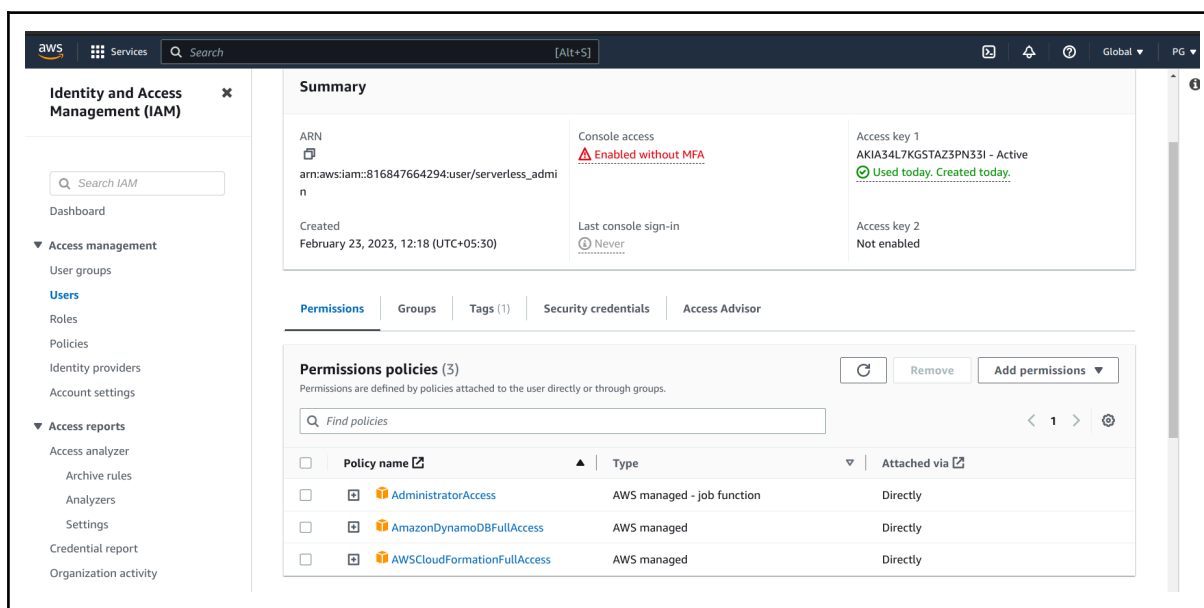 aws
Services
Search
[Alt+S]
Global
PG
Identity and Access
Management (IAM)
Search IAM
Dashboard
Access management
User groups
Users
Roles
Policies
Identity providers
Account settings
Access reports
Access analyzer
Archive rules
Analyzers
Settings
Credential report
Organization activity
Summary
ARN
arn:aws:iam::816847664294:user/serverless_admi
n
Console access
Enabled without MFA
Access key 1
AKIA34L7KGSTAZ3PN33I - Active
Used today. Created today.
Created
February 23, 2023, 12:18 (UTC+05:30)
Last console sign-in
Never
Access key 2
Not enabled
Permissions
Groups
Tags (1)
Security credentials
Access Advisor
Permissions policies (3)
Permissions are defined by policies attached to the user directly or through groups.
Remove
Add permissions
Find policies
1
Policy name
Type
Attached via
AdministratorAccess
AWS managed - job function
Directly
AmazonDynamoDBFullAccess
AWS managed
Directly
AWSCloudFormationFullAccess
AWS managed
Directly